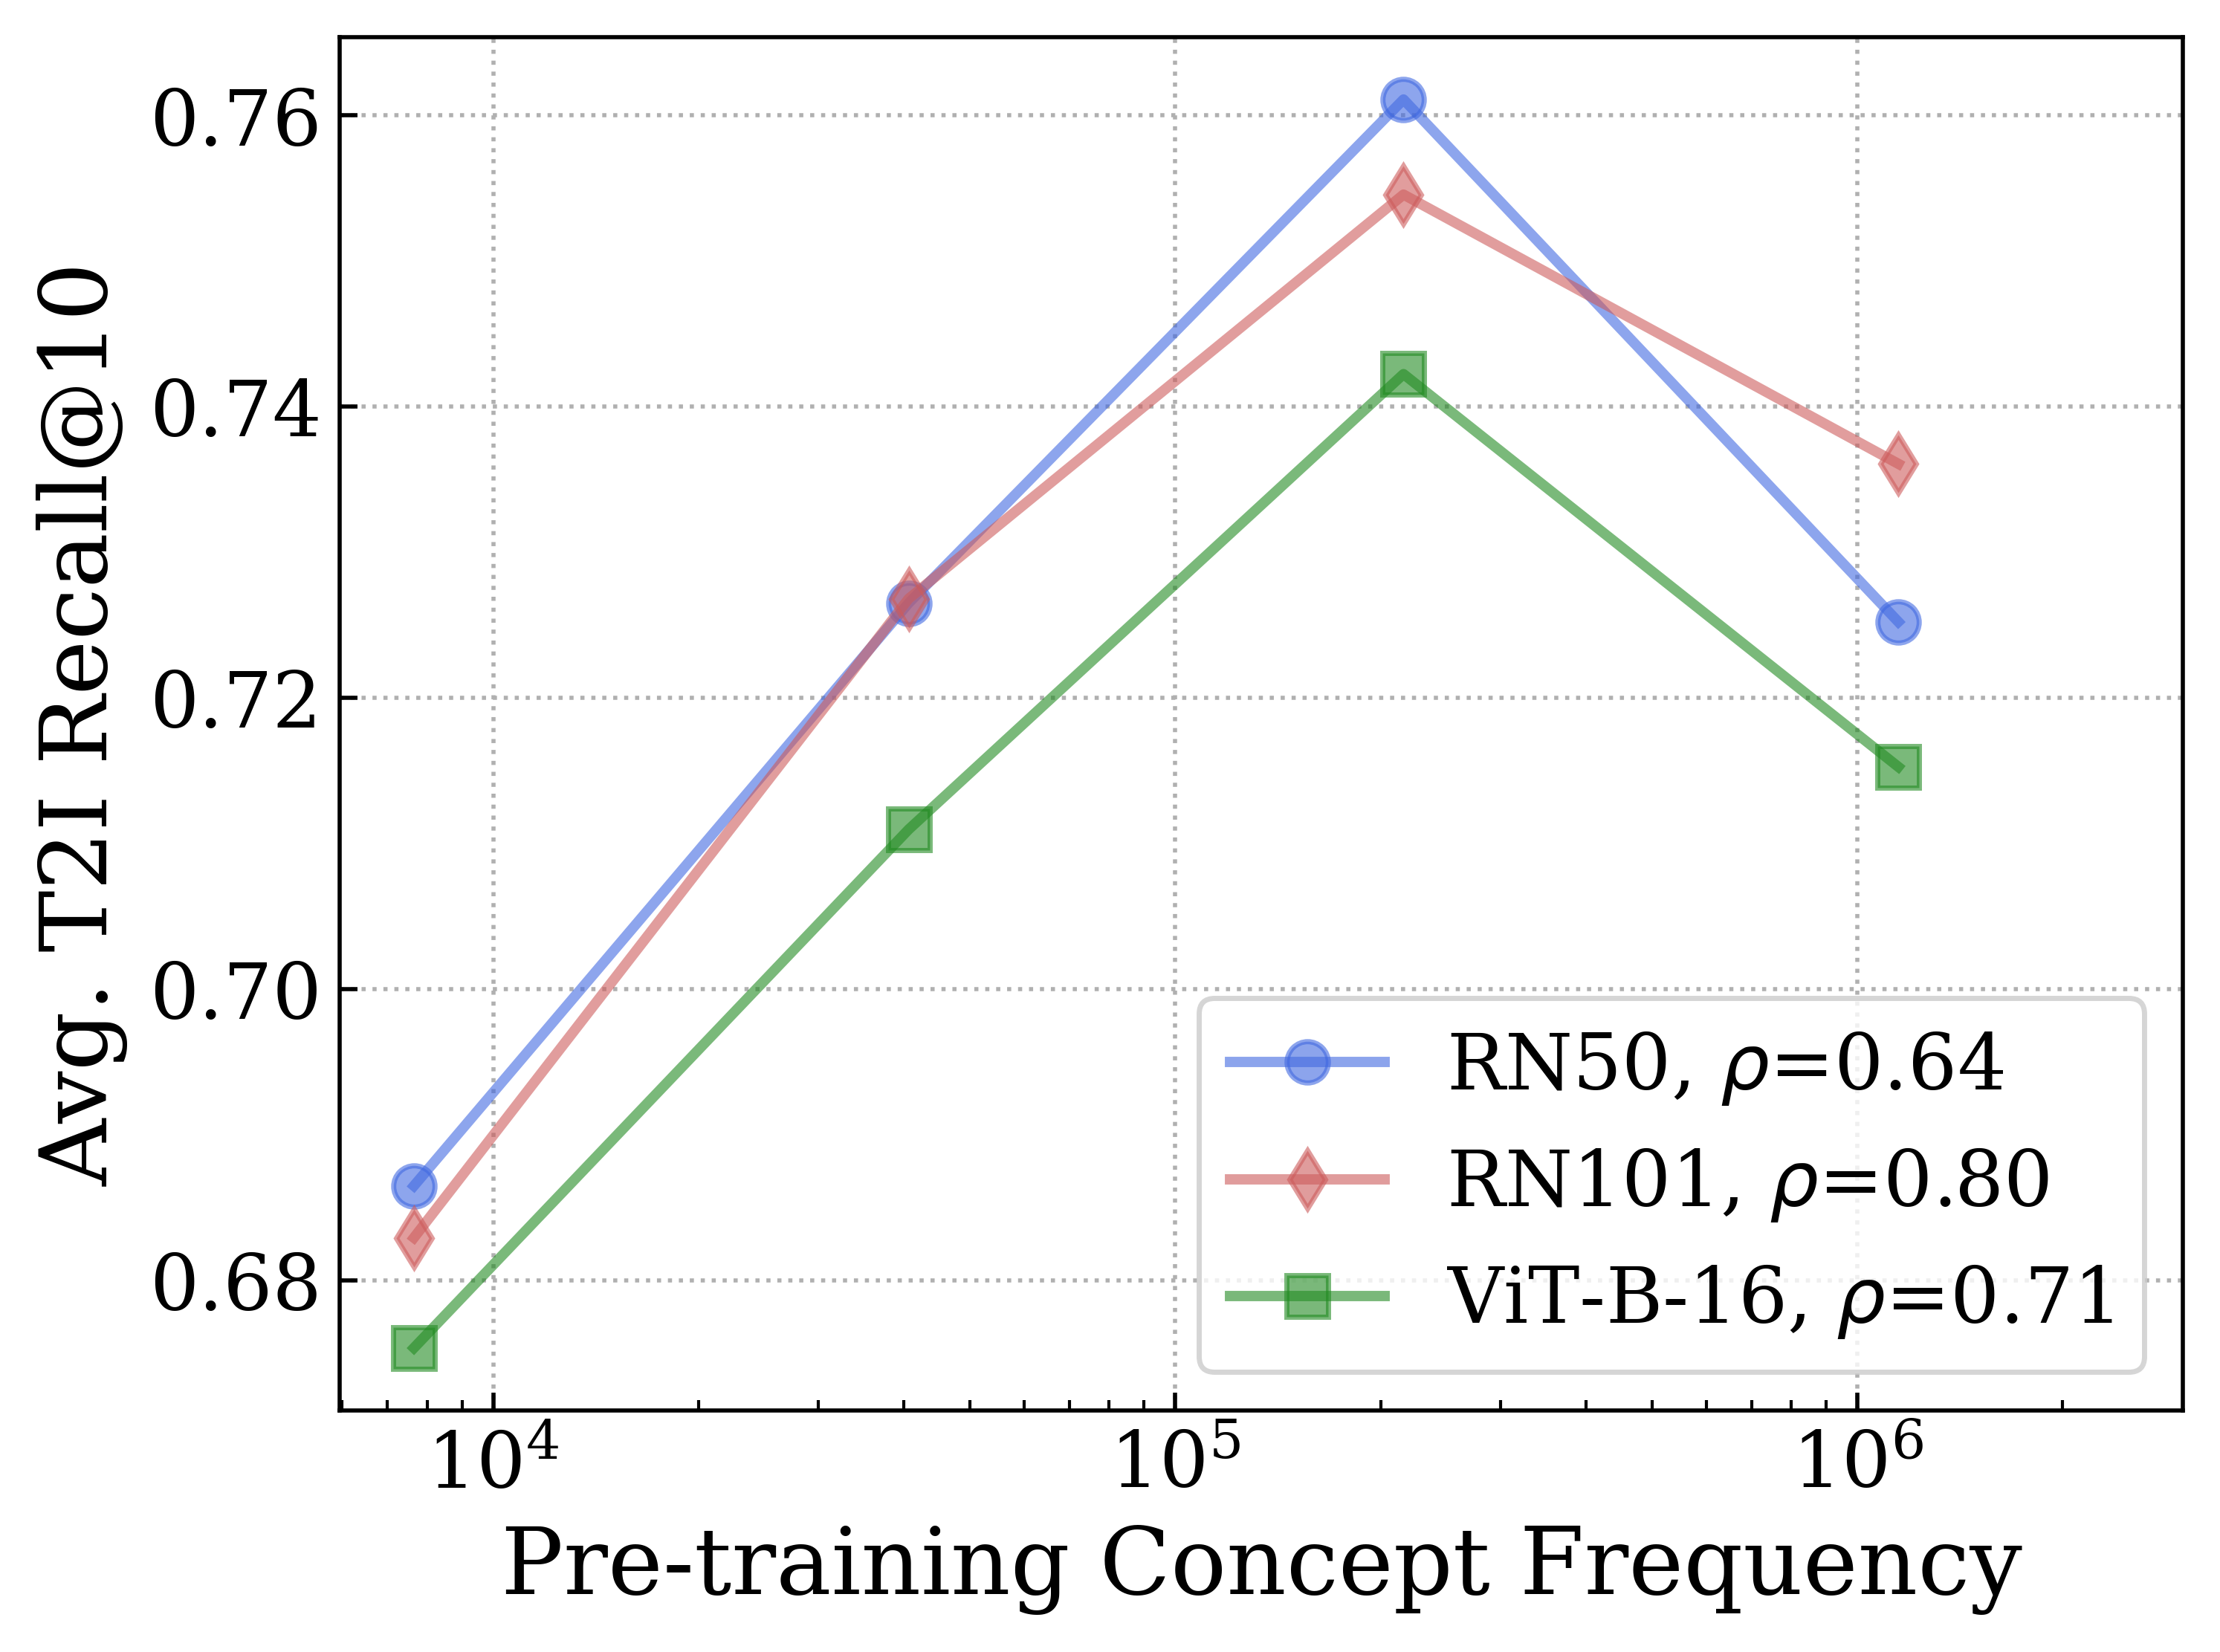 Avg. T2I Recall@10
0.76
0.74
0.72
0.70
0.68
10⁴
10⁵
10⁶
Pre-training Concept Frequency
RN50, ρ=0.64
RN101, ρ=0.80
ViT-B-16, ρ=0.71